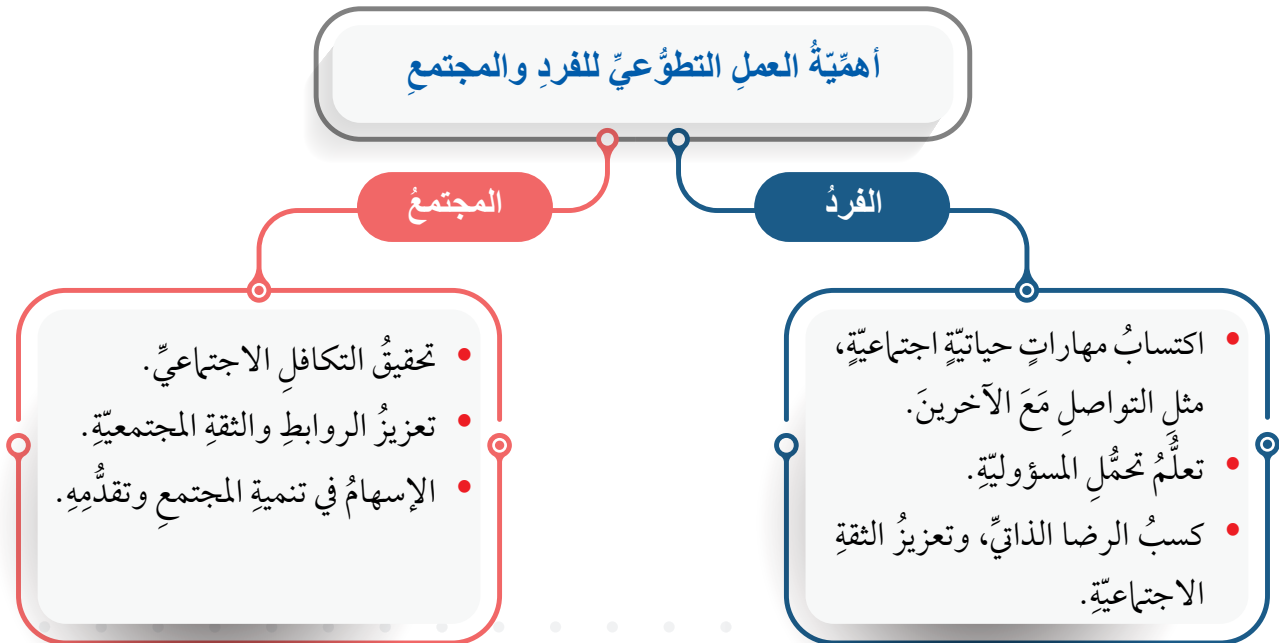 أهمِّيّةُ العملِ التطوُّعيِّ للفردِ والمجتمعِ
الفردُ
• اكتسابُ مهاراتٍ حياتيّةٍ اجتماعيّةٍ،
مثلِ التواصلِ مَعَ الآخرينَ.
• تعلُّمُ تحمُّلِ المسؤوليّةِ.
• كسبُ الرضا الذاتيِّ، وتعزيزُ الثقةِ
الاجتماعيّةِ.
المجتمعُ
• تحقيقُ التكافلِ الاجتماعيِّ.
• تعزيزُ الروابطِ والثقةِ المجتمعيّةِ.
• الإسهامُ في تنميةِ المجتمعِ وتقدُّمِهِ.